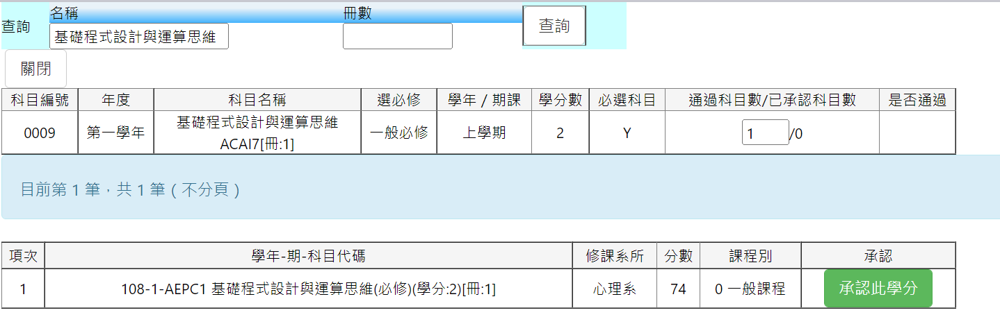 名稱 冊數
查詢 基礎程式設計與運算思維 查詢
關閉
科目編號 年度 科目名稱 選必修 學年 / 期課 學分數 必選科目 通過科目數/已承認科目數 是否通過
0009 第一學年 基礎程式設計與運算思維 一般必修 上學期 2 Y 1 /0
ACAI7[冊:1]
目前第 1 筆，共 1 筆 ( 不分頁 )
項次 學年-期-科目代碼 修課系所 分數 課程別 承認
1 108-1-AEPC1 基礎程式設計與運算思維(必修)(學分:2)[冊:1] 心理系 74 0 一般課程 承認此學分